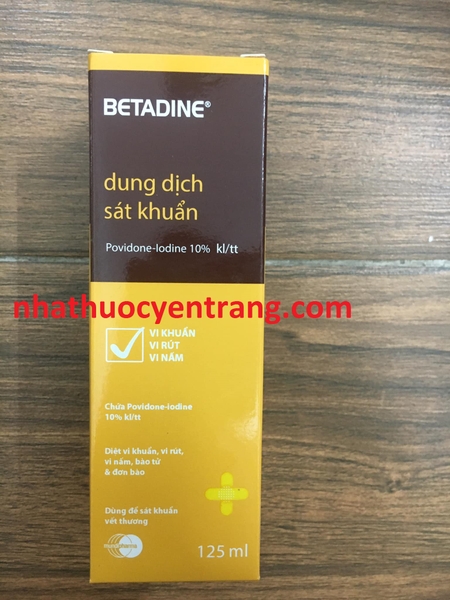 BETADINE®
dung dịch
sát khuẩn
Povidone-Iodine 10% kl/tt
nhathuocyentrang.com
VI KHUẨN
VI RÚT
VI NẤM
Chứa Povidone-iodine
10% kl/tt
Diệt vi khuẩn, vi rút,
vi nấm, bào tử
& đơn bào
Dùng để sát khuẩn
vết thương
mundipharma
125 ml